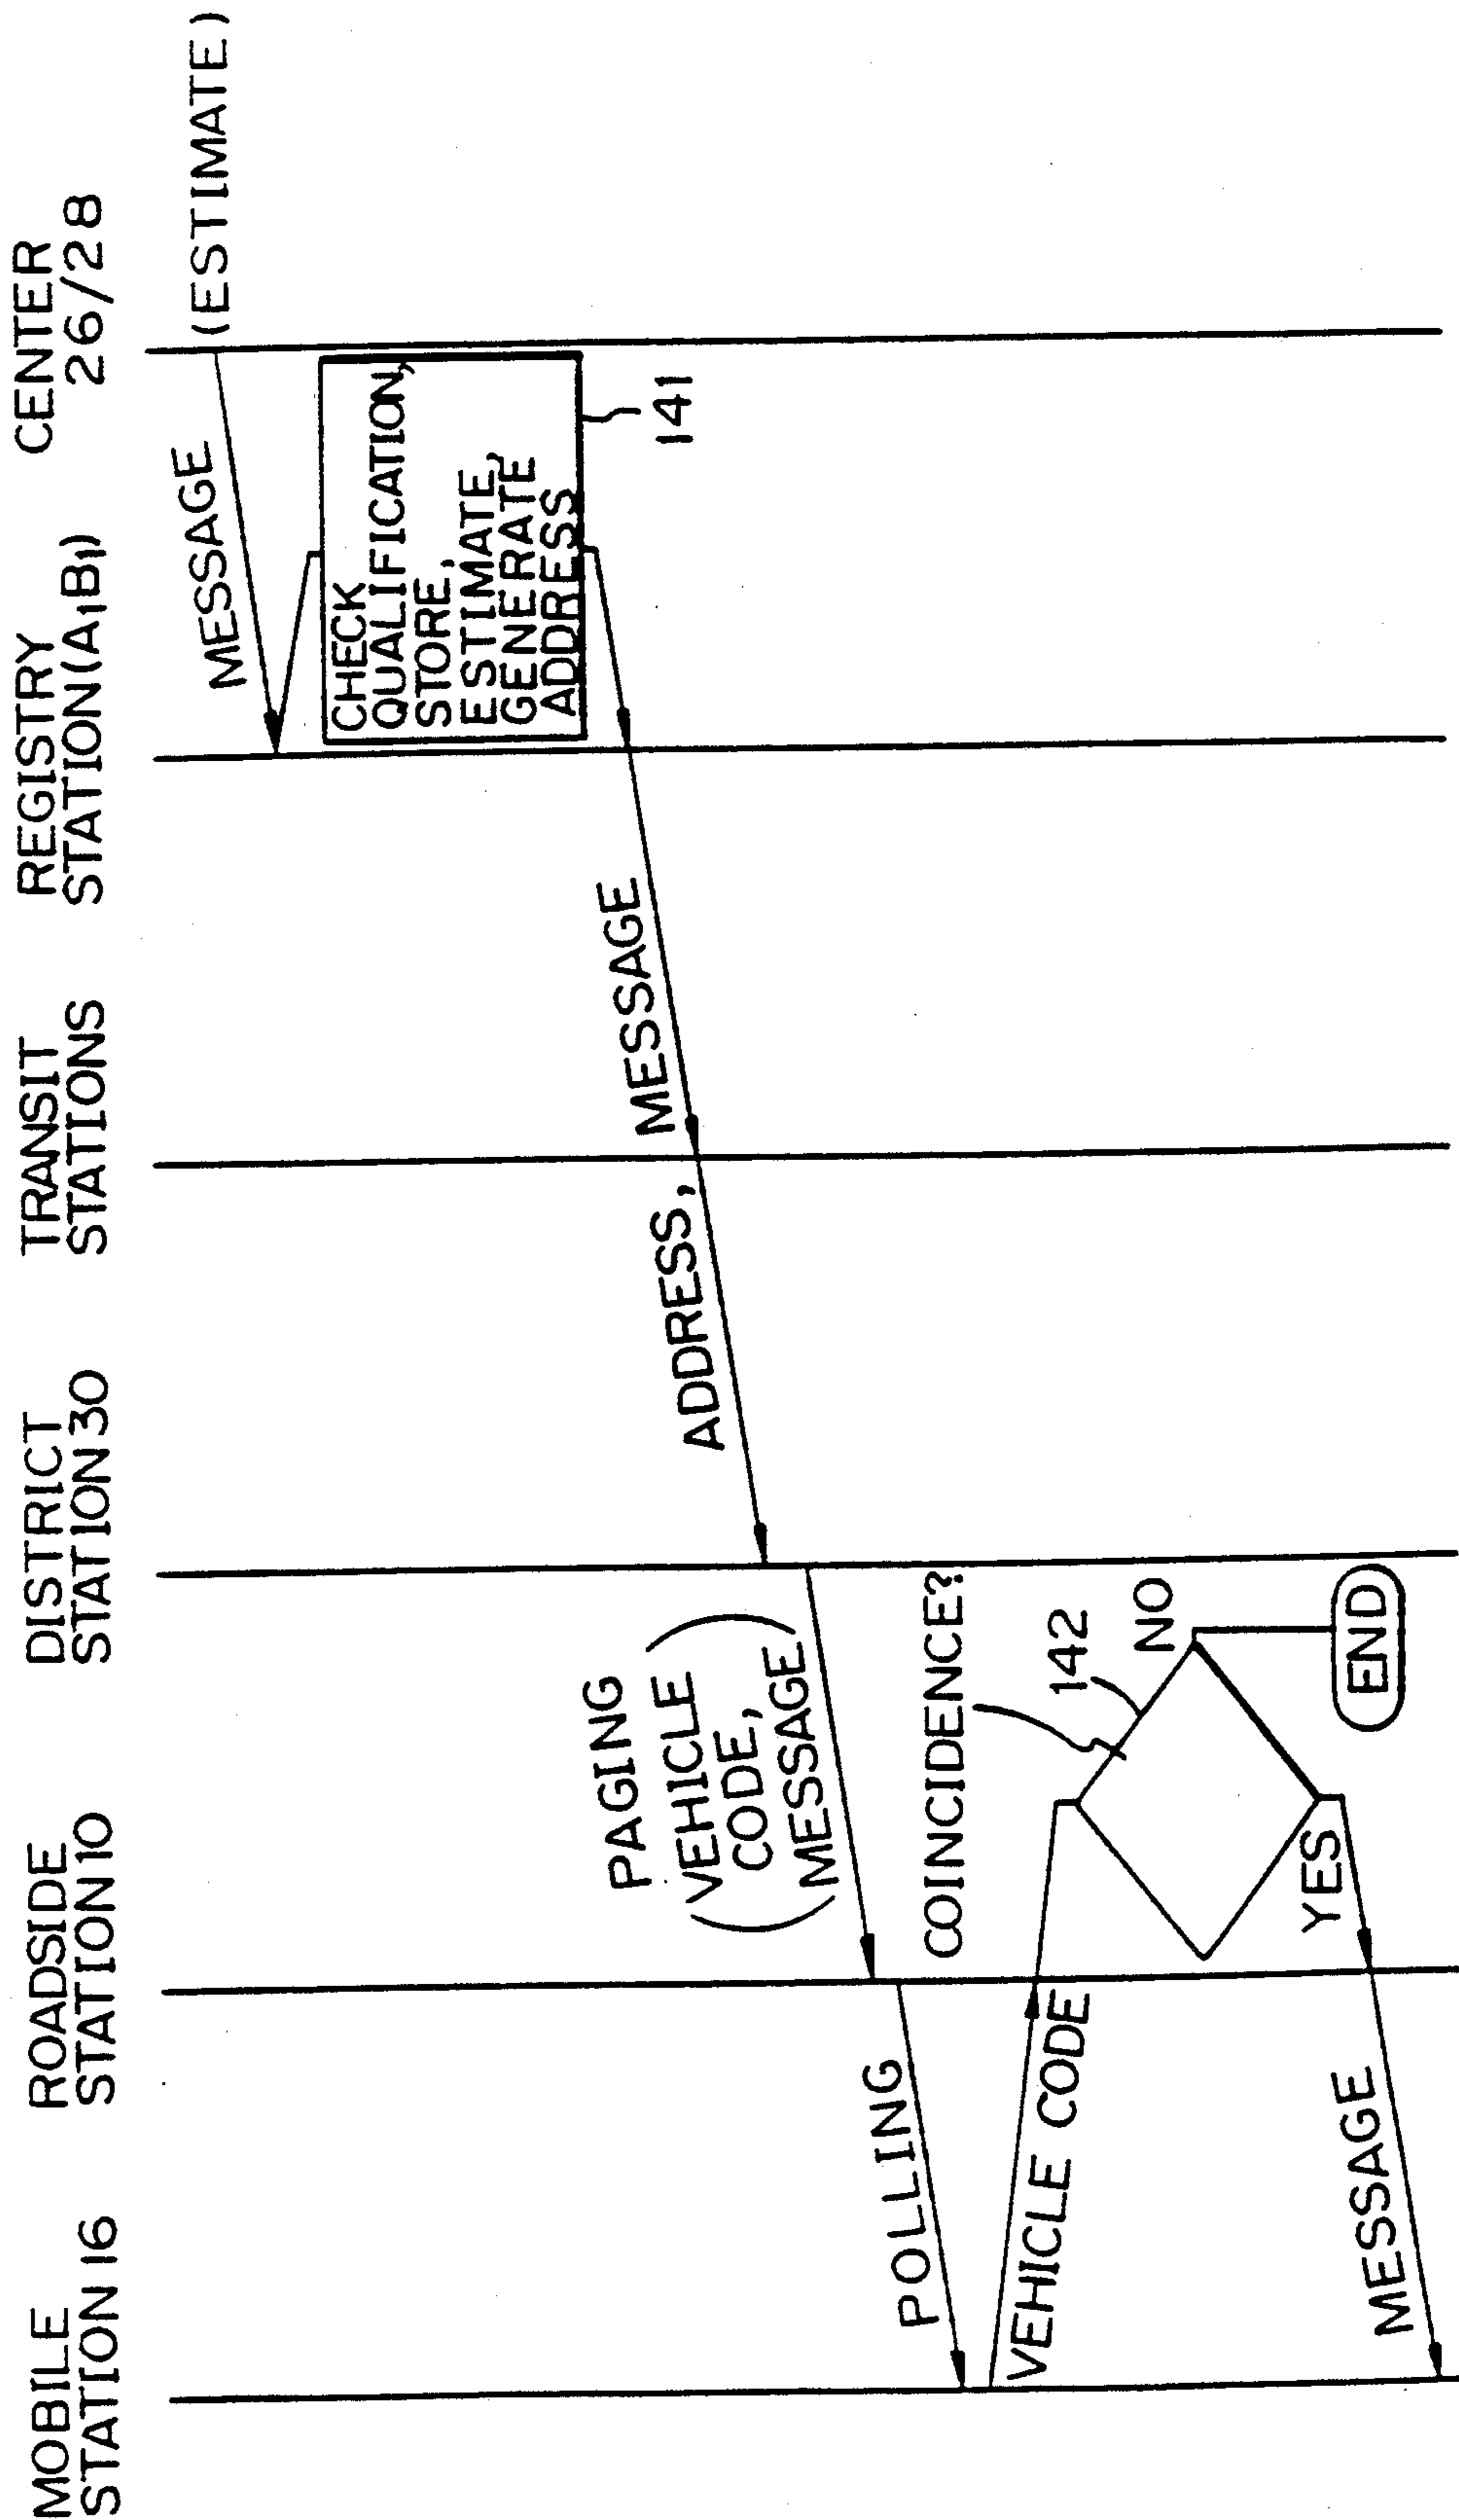 MOBILE
STATION 16
ROADSIDE
STATION 10
DISTRICT
STATION 30
TRANSIT
STATIONS
REGISTRY
STATION(A,B))
CENTER
26/28
(ESTIMATE)
MESSAGE
CHECK
QUALIFICATION,
STORE,
ESTIMATE,
GENERATE
ADDRESS
141
ADDRESS, MESSAGE
PAGING
(VEHICLE
CODE,
MESSAGE)
POLLING
VEHICLE CODE
COINCIDENCE?
142
NO
END
YES
MESSAGE